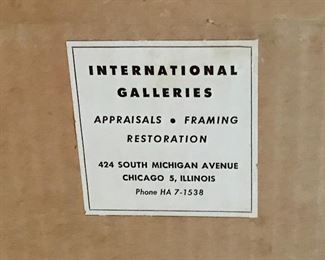 INTERNATIONAL
GALLERIES
APPRAISALS • FRAMING
RESTORATION
424 SOUTH MICHIGAN AVENUE
CHICAGO 5, ILLINOIS
Phone HA 7-1538